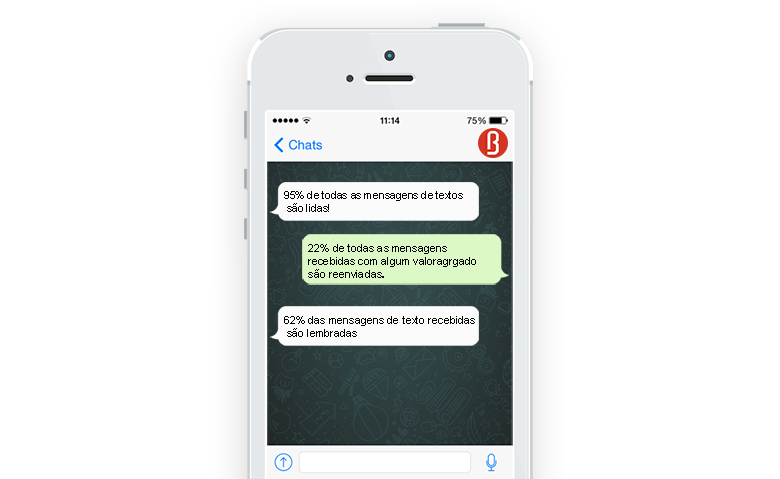 11:14
75%
Chats
ß
95% de todas as mensagens de textos
são lidas!
22% de todas as mensagens
recebidas com algum valoragrgado
são reenviadas.
62% das mensagens de texto recebidas
são lembradas